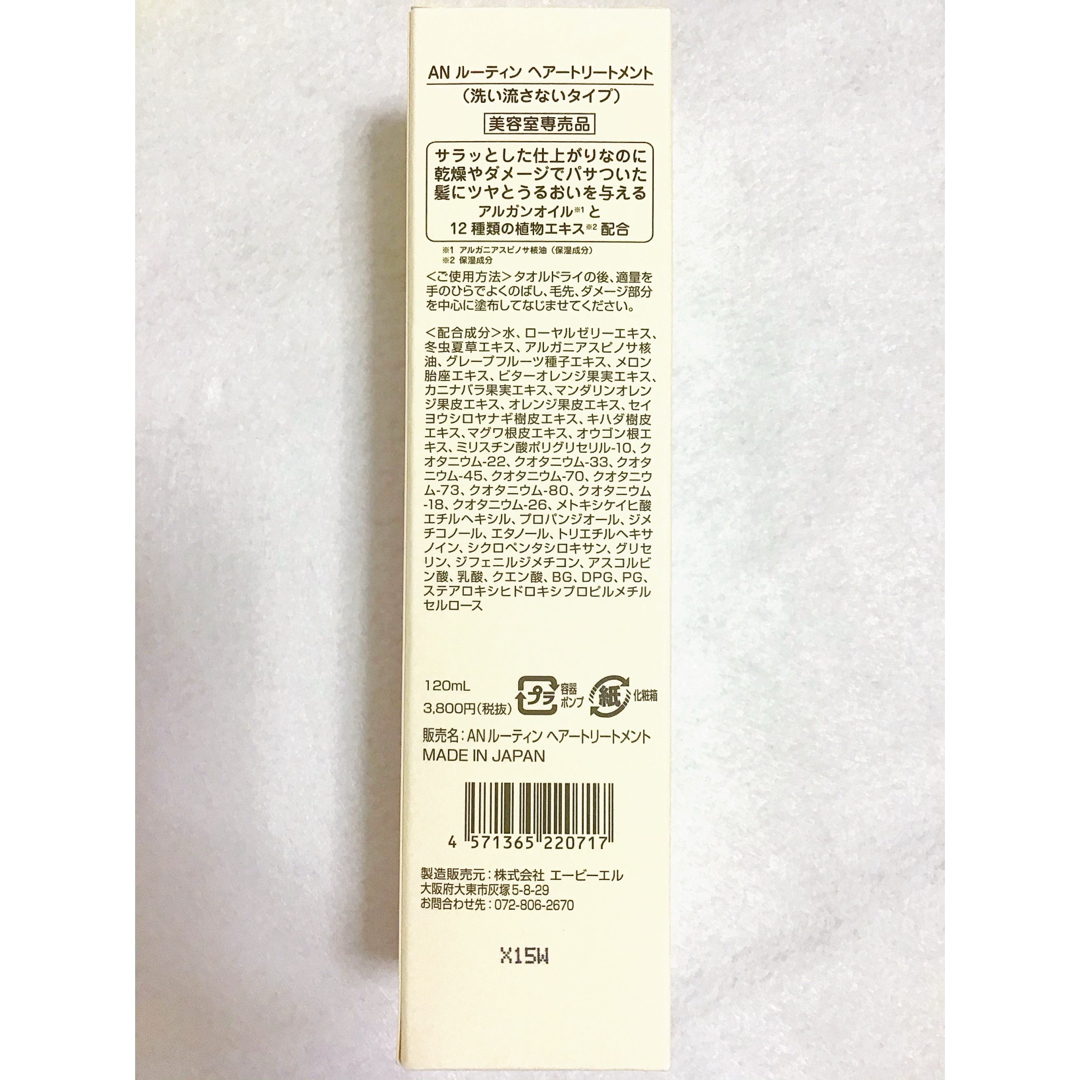 AN ルーティン ヘアートリートメント
（洗い流さないタイプ）
美容室専売品
サラッとした仕上がりなのに
乾燥やダメージでパサついた
髪にツヤとうるおいを与える
アルガンオイル※1 と
12種類の植物エキス※2 配合
※1 アルガニアスピノサ核油（保湿成分）
※2 保湿成分
＜ご使用方法＞タオルドライの後、適量を
手のひらでよくのばし、毛先、ダメージ部分
を中心に塗布してなじませてください。
＜配合成分＞水、ローヤルゼリーエキス、
冬虫夏草エキス、アルガニアスピノサ核
油、グレープフルーツ種子エキス、メロン
胎座エキス、ビターオレンジ果実エキス、
カニナバラ果実エキス、マンダリンオレン
ジ果皮エキス、オレンジ果皮エキス、セイ
ヨウシロヤナギ樹皮エキス、キハダ樹皮
エキス、マグワ根皮エキス、オウゴン根エ
キス、ミリスチン酸ポリグリセリル-10、ク
オタニウム-22、クオタニウム-33、クオタ
ニウム-45、クオタニウム-70、クオタニウ
ム-73、クオタニウム-80、クオタニウム
-18、クオタニウム-26、メトキシケイヒ酸
エチルヘキシル、プロパンジオール、ジメ
チコノール、エタノール、トリエチルヘキサ
ノイン、シクロペンタシロキサン、グリセ
リン、ジフェニルジメチコン、アスコルビ
ン酸、乳酸、クエン酸、BG、DPG、PG、
ステアロキシヒドロキシプロピルメチル
セルロース
120mL
3,800円（税抜）
プラ
容器
ポンプ
紙
化粧箱
販売名：ANルーティン ヘアートリートメント
MADE IN JAPAN
4 571365 220717
製造販売元：株式会社 エービーエル
大阪府大東市灰塚5-8-29
お問合わせ先：072-806-2670
X15W